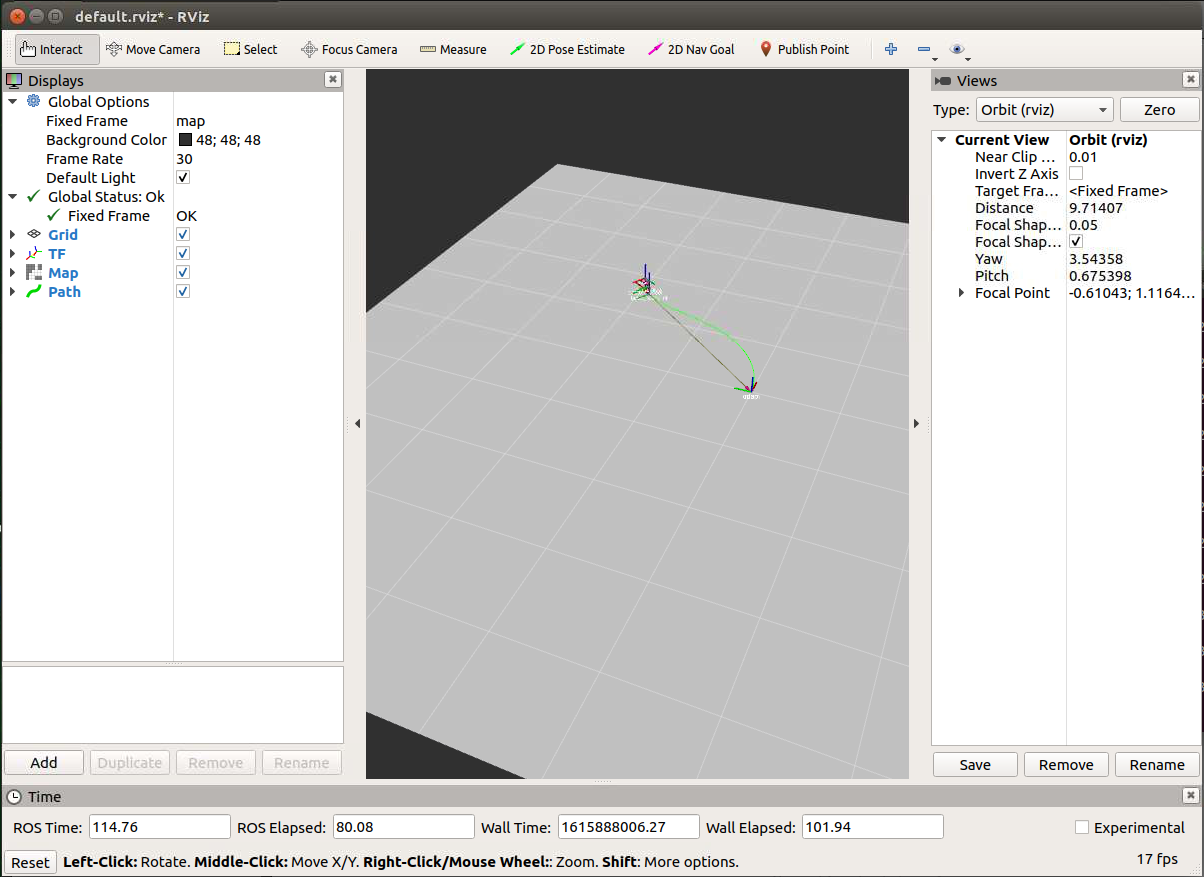 default.rviz* - RViz
Interact Move Camera Select Focus Camera Measure 2D Pose Estimate 2D Nav Goal Publish Point
Displays
Global Options
Fixed Frame map
Background Color 48; 48; 48
Frame Rate 30
Default Light
Global Status: Ok
Fixed Frame OK
Grid
TF
Map
Path
Add Duplicate Remove Rename
Views
Type: Orbit (rviz) Zero
Current View Orbit (rviz)
Near Clip ... 0.01
Invert Z Axis
Target Fra... <Fixed Frame>
Distance 9.71407
Focal Shap... 0.05
Focal Shap...
Yaw 3.54358
Pitch 0.675398
Focal Point -0.61043; 1.1164...
Save Remove Rename
Time
ROS Time: 114.76 ROS Elapsed: 80.08 Wall Time: 1615888006.27 Wall Elapsed: 101.94 Experimental
Reset Left-Click: Rotate. Middle-Click: Move X/Y. Right-Click/Mouse Wheel:: Zoom. Shift: More options. 17 fps